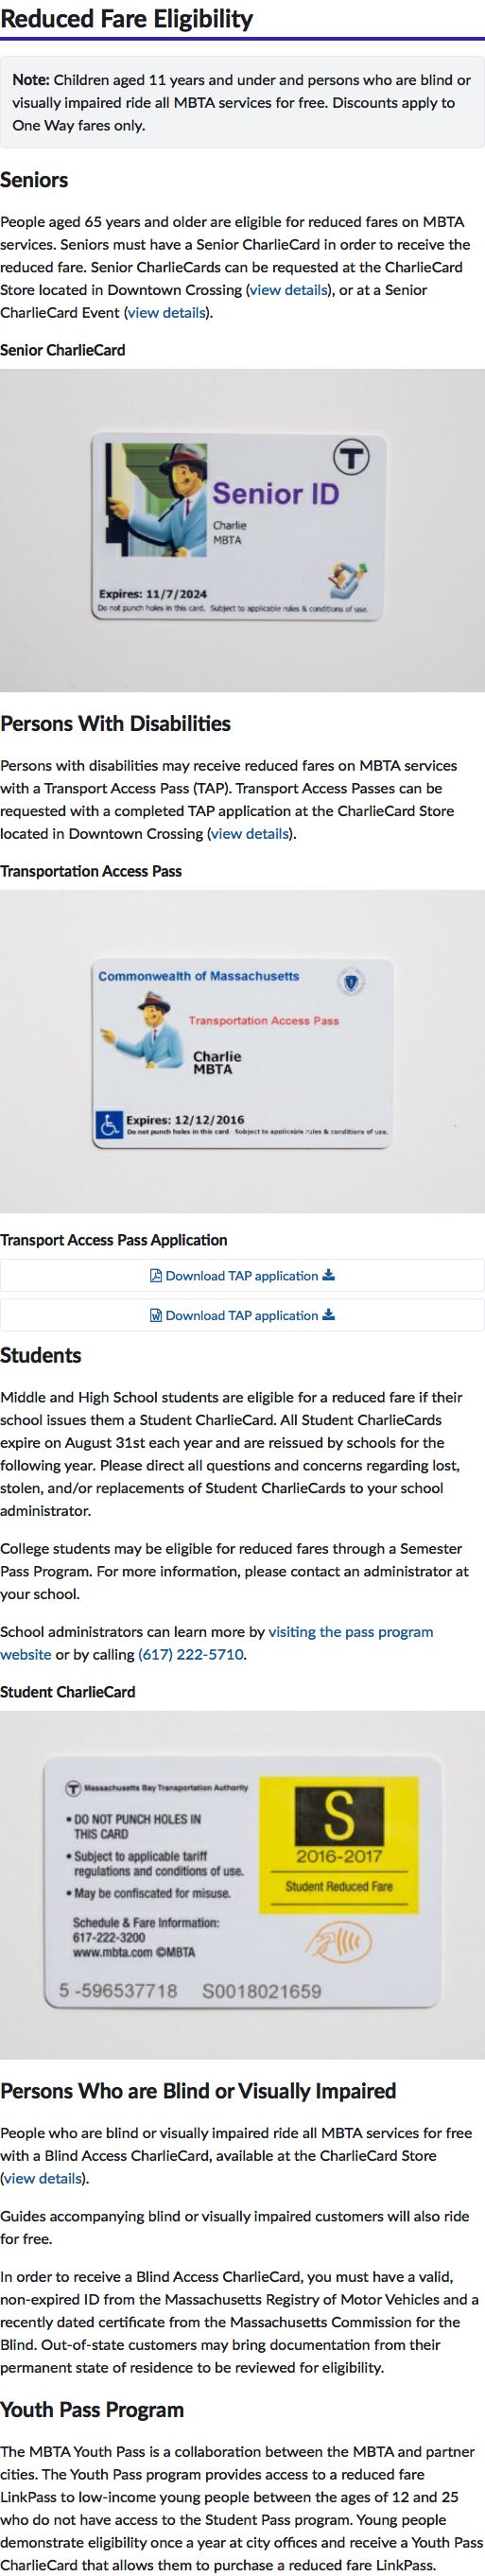 Reduced Fare Eligibility
Note: Children aged 11 years and under and persons who are blind or
visually impaired ride all MBTA services for free. Discounts apply to
One Way fares only.
Seniors
People aged 65 years and older are eligible for reduced fares on MBTA
services. Seniors must have a Senior CharlieCard in order to receive the
reduced fare. Senior CharlieCards can be requested at the CharlieCard
Store located in Downtown Crossing (view details), or at a Senior
CharlieCard Event (view details).
Senior CharlieCard
T
Senior ID
Charlie
MBTA
Expires: 11/7/2024
Do not punch holes in this card. Subject to applicable rules & conditions of use.
Persons With Disabilities
Persons with disabilities may receive reduced fares on MBTA services
with a Transport Access Pass (TAP). Transport Access Passes can be
requested with a completed TAP application at the CharlieCard Store
located in Downtown Crossing (view details).
Transportation Access Pass
Commonwealth of Massachusetts
Transportation Access Pass
Charlie
MBTA
Expires: 12/12/2016
Do not punch holes in this card Subject to applicable rules & conditions of use.
Transport Access Pass Application
Download TAP application
Download TAP application
Students
Middle and High School students are eligible for a reduced fare if their
school issues them a Student CharlieCard. All Student CharlieCards
expire on August 31st each year and are reissued by schools for the
following year. Please direct all questions and concerns regarding lost,
stolen, and/or replacements of Student CharlieCards to your school
administrator.
College students may be eligible for reduced fares through a Semester
Pass Program. For more information, please contact an administrator at
your school.
School administrators can learn more by visiting the pass program
website or by calling (617) 222-5710.
Student CharlieCard
T Massachusetts Bay Transportation Authority
• DO NOT PUNCH HOLES IN
THIS CARD
• Subject to applicable tariff
regulations and conditions of use.
• May be confiscated for misuse.
Schedule & Fare Information:
617-222-3200
www.mbta.com ©MBTA
S
2016-2017
Student Reduced Fare
5 -596537718 S0018021659
Persons Who are Blind or Visually Impaired
People who are blind or visually impaired ride all MBTA services for free
with a Blind Access CharlieCard, available at the CharlieCard Store
(view details).
Guides accompanying blind or visually impaired customers will also ride
for free.
In order to receive a Blind Access CharlieCard, you must have a valid,
non-expired ID from the Massachusetts Registry of Motor Vehicles and a
recently dated certificate from the Massachusetts Commission for the
Blind. Out-of-state customers may bring documentation from their
permanent state of residence to be reviewed for eligibility.
Youth Pass Program
The MBTA Youth Pass is a collaboration between the MBTA and partner
cities. The Youth Pass program provides access to a reduced fare
LinkPass to low-income young people between the ages of 12 and 25
who do not have access to the Student Pass program. Young people
demonstrate eligibility once a year at city offices and receive a Youth Pass
CharlieCard that allows them to purchase a reduced fare LinkPass.